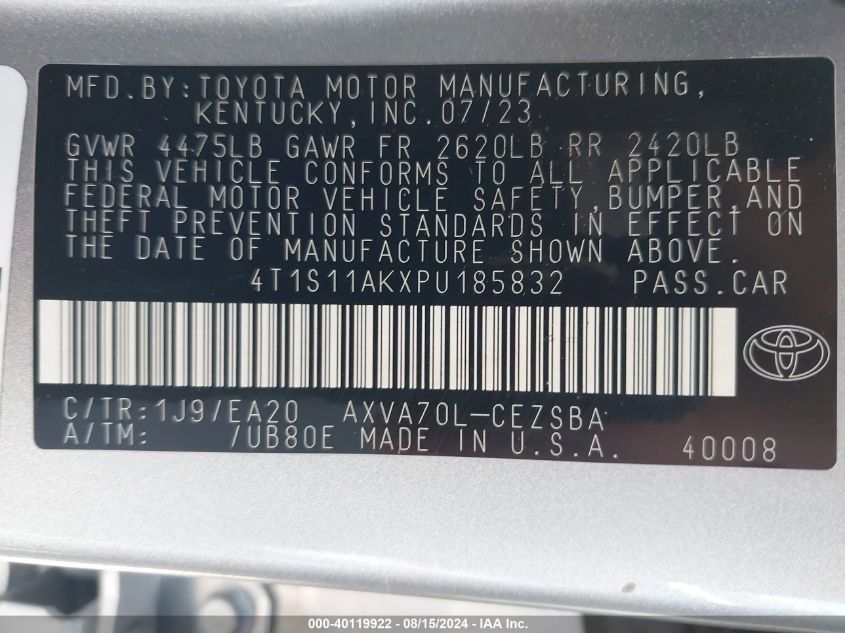 MFD.BY:TOYOTA MOTOR MANUFACTURING,
KENTUCKY,INC.07/23
GVWR 4475LB GAWR FR 2620LB RR 2420LB
THIS VEHICLE CONFORMS TO ALL APPLICABLE
FEDERAL MOTOR VEHICLE SAFETY,BUMPER,AND
THEFT PREVENTION STANDARDS IN EFFECT ON
THE DATE OF MANUFACTURE SHOWN ABOVE.
4T1S11AKXPU185832 PASS.CAR
C/TR:1J9/EA20 AXVA70L-CEZSBA
A/TM: /UB80E MADE IN U.S.A. 40008
000-40119922 - 08/15/2024 - IAA Inc.